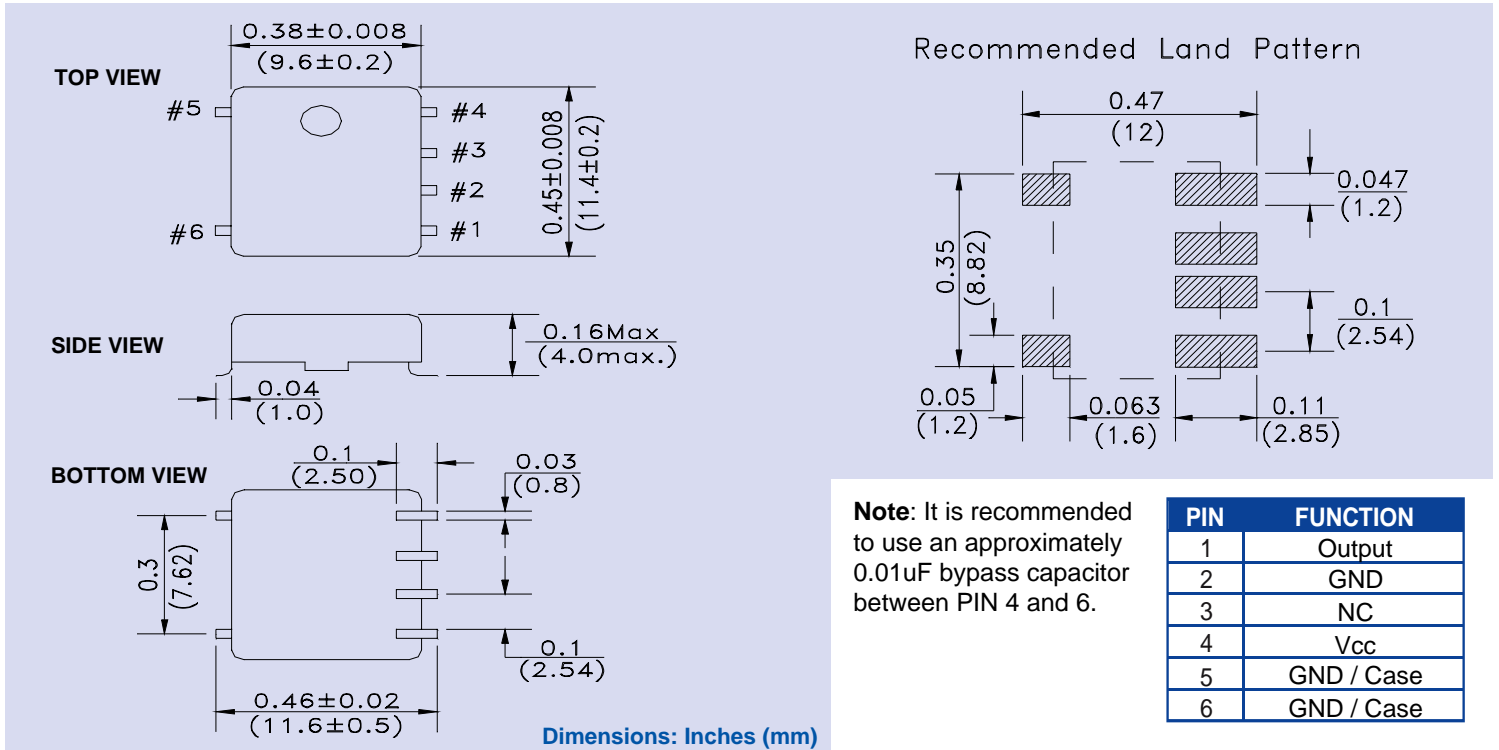 0.38±0.008
(9.6±0.2)
TOP VIEW
#5
#4
#3
#2
#6
#1
0.45±0.008
(11.4±0.2)
SIDE VIEW
0.16Max
(4.0max.)
0.04
(1.0)
BOTTOM VIEW
0.1
(2.50)
0.03
(0.8)
0.3
(7.62)
0.1
(2.54)
0.46±0.02
(11.6±0.5)
Dimensions: Inches (mm)
Recommended Land Pattern
0.47
(12)
0.047
(1.2)
0.35
(8.82)
0.1
(2.54)
0.05
(1.2)
0.063
(1.6)
0.11
(2.85)
Note: It is recommended
to use an approximately
0.01uF bypass capacitor
between PIN 4 and 6.
PIN FUNCTION
1 Output
2 GND
3 NC
4 Vcc
5 GND / Case
6 GND / Case